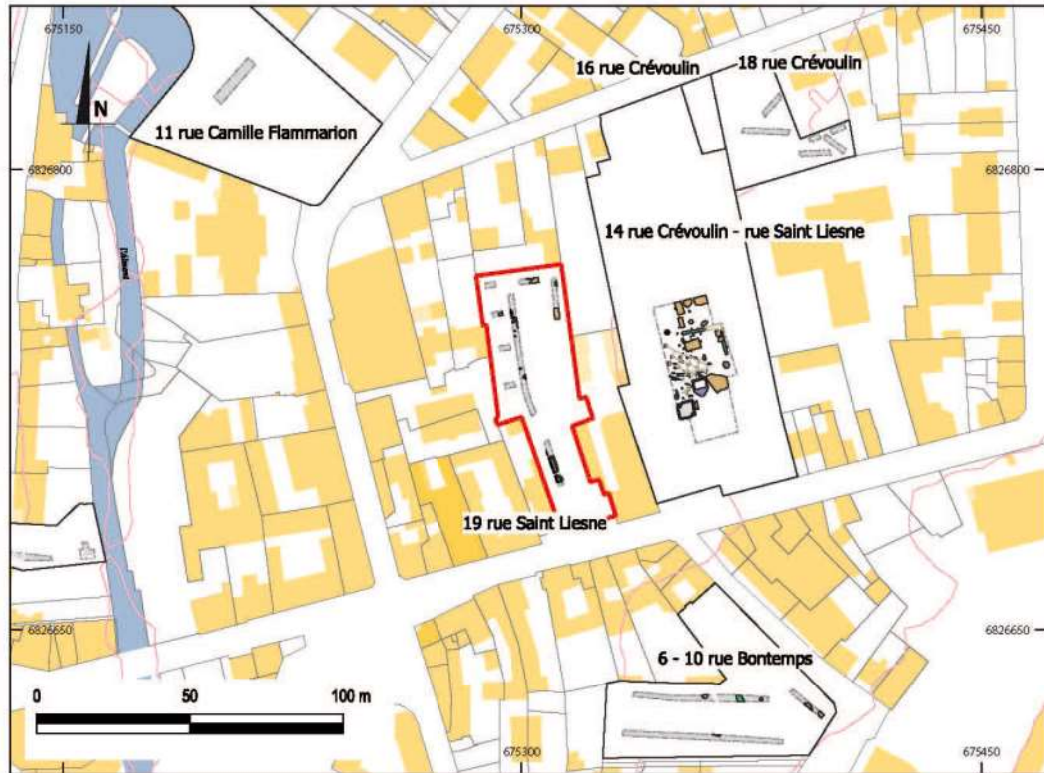 675150
675300
675450
16 rue Crévoulin
18 rue Crévoulin
N
11 rue Camille Flammarion
6826800
6826800
14 rue Crévoulin - rue Saint Liesne
19 rue Saint Liesne
6826650
6826650
6 - 10 rue Bontemps
0 50 100 m
675300
675450